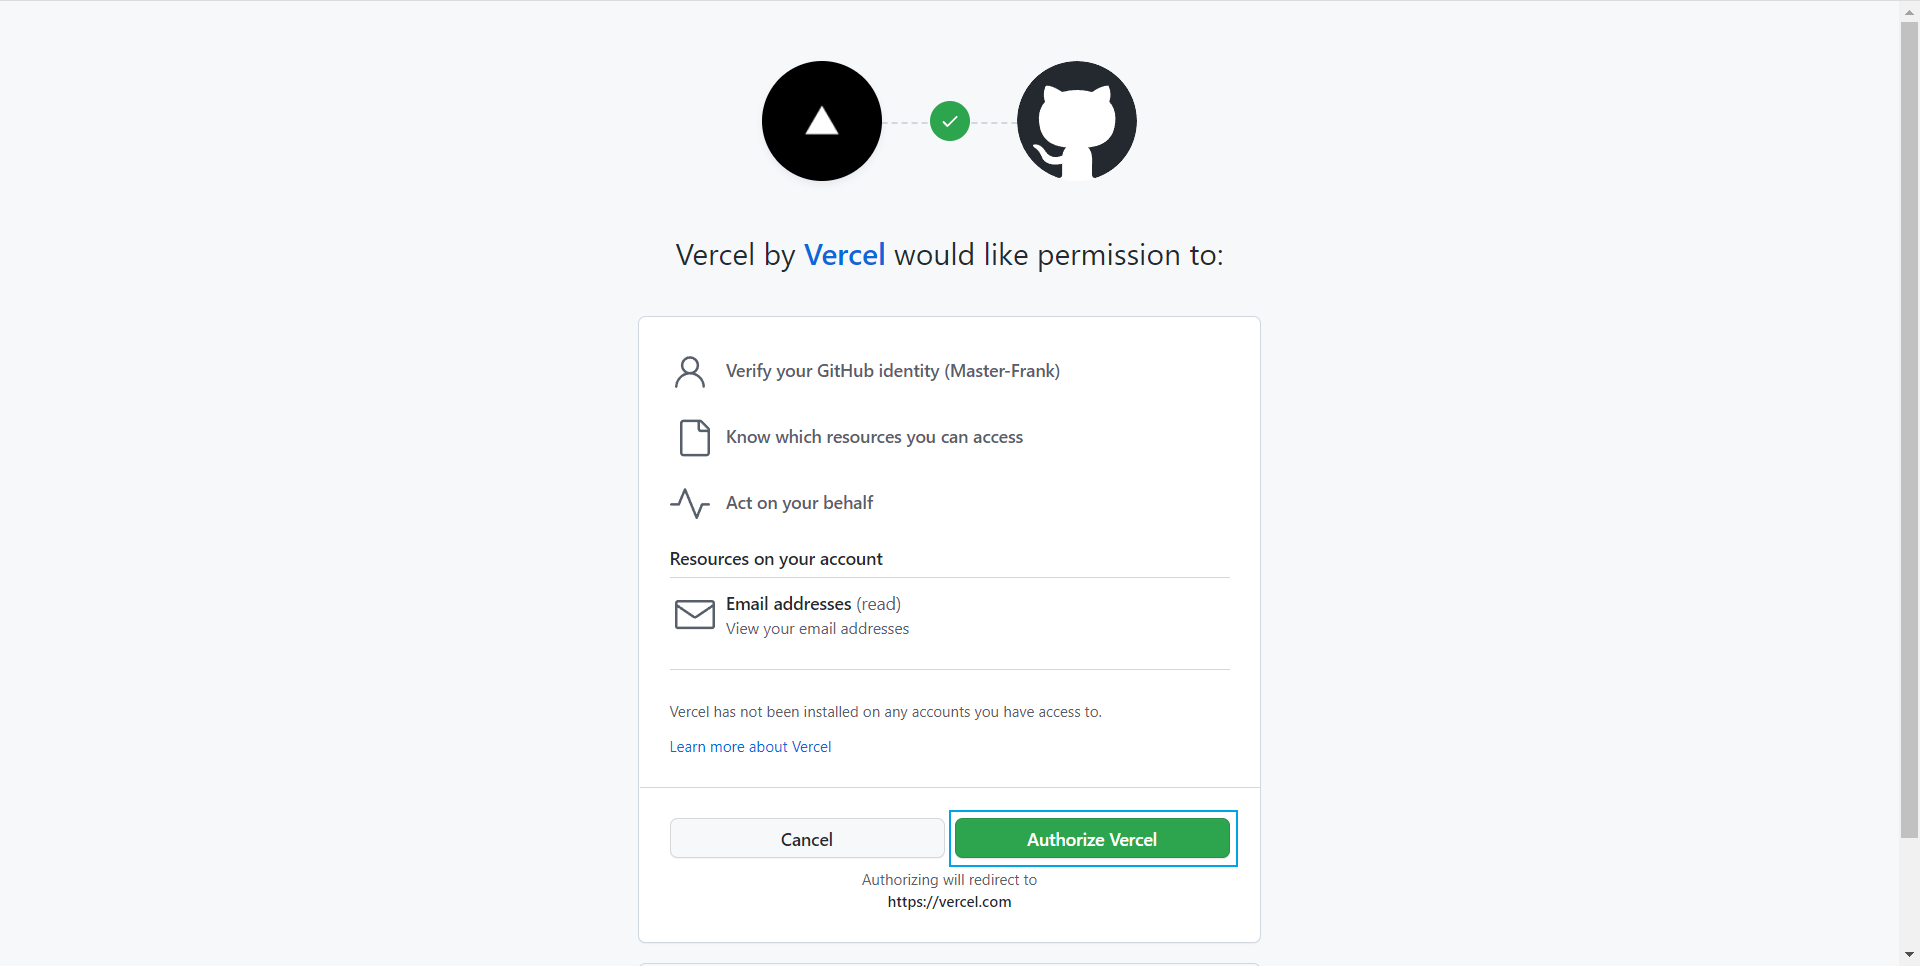 Vercel by Vercel would like permission to:
Verify your GitHub identity (Master-Frank)
Know which resources you can access
Act on your behalf
Resources on your account
Email addresses (read)
View your email addresses
Vercel has not been installed on any accounts you have access to.
Learn more about Vercel
Cancel
Authorize Vercel
Authorizing will redirect to
https://vercel.com